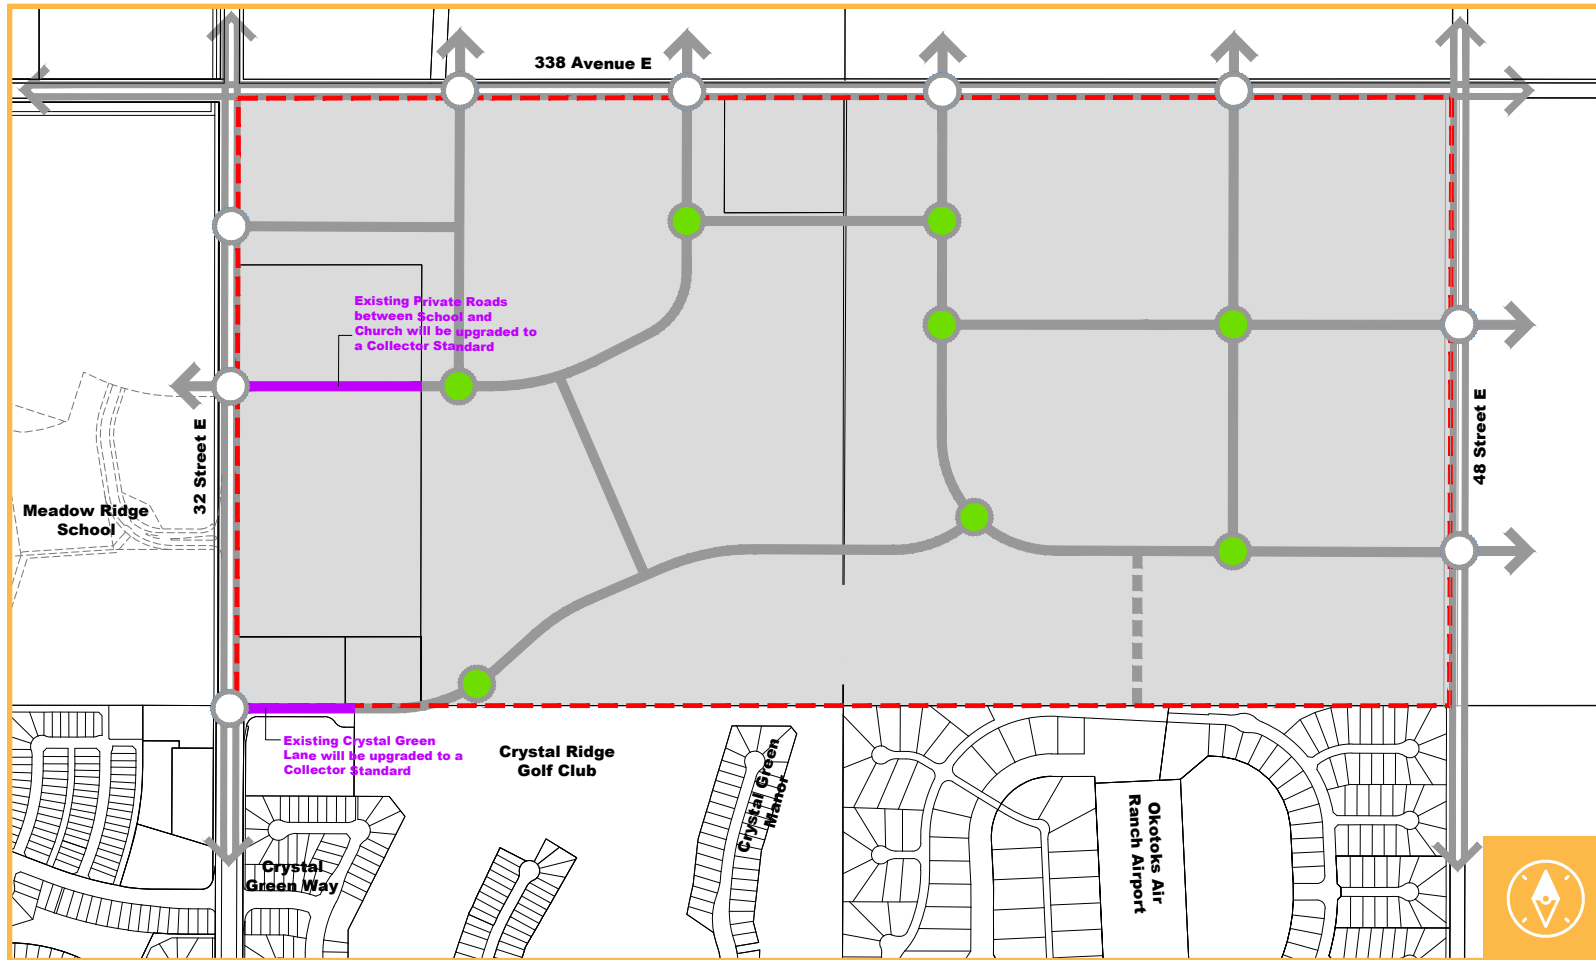 338 Avenue E
Existing Private Roads
between School and
Church will be upgraded to
a Collector Standard
32 Street E
48 Street E
Meadow Ridge
School
Existing Crystal Green
Lane will be upgraded to a
Collector Standard
Crystal Ridge
Golf Club
Crystal Green
Manor
Okotoks Air
Ranch Airport
Crystal
Green Way